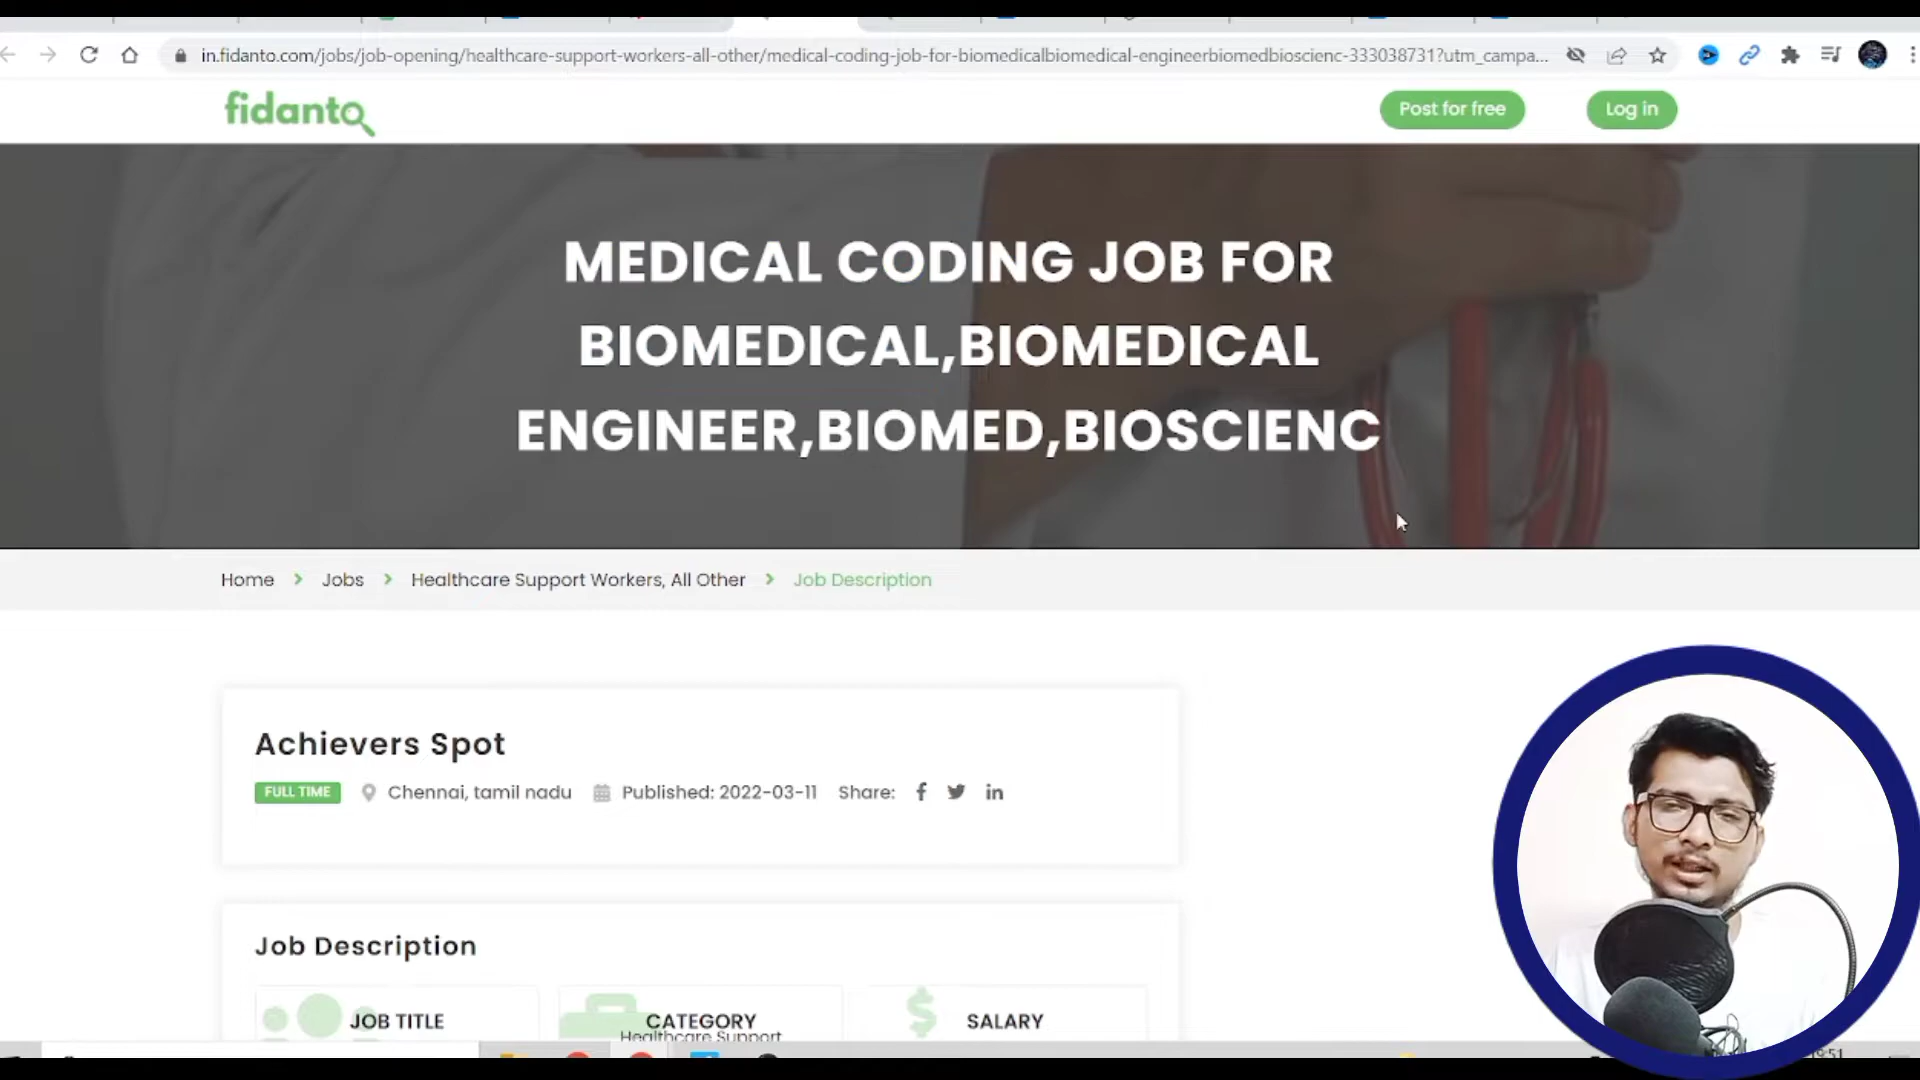 in.fidanto.com/jobs/job-opening/healthcare-support-workers-all-other/medical-coding-job-for-biomedicalbiomedical-engineerbiomedbioscienc-333038731?utm_campa...
fidanto
Post for free
Log in
MEDICAL CODING JOB FOR
BIOMEDICAL,BIOMEDICAL
ENGINEER,BIOMED,BIOSCIENC
Home > Jobs > Healthcare Support Workers, All Other > Job Description
Achievers Spot
FULL TIME Chennai, tamil nadu Published: 2022-03-11 Share:
Job Description
JOB TITLE
CATEGORY
SALARY
Healthcare Support